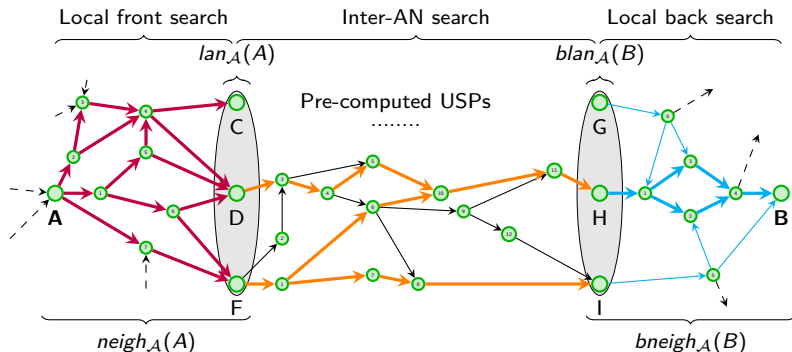 Local front search Inter-AN search Local back search
lan𝒜(A) blan𝒜(B)
Pre-computed USPs
........
C G
A D H B
F I
neigh𝒜(A) bneigh𝒜(B)